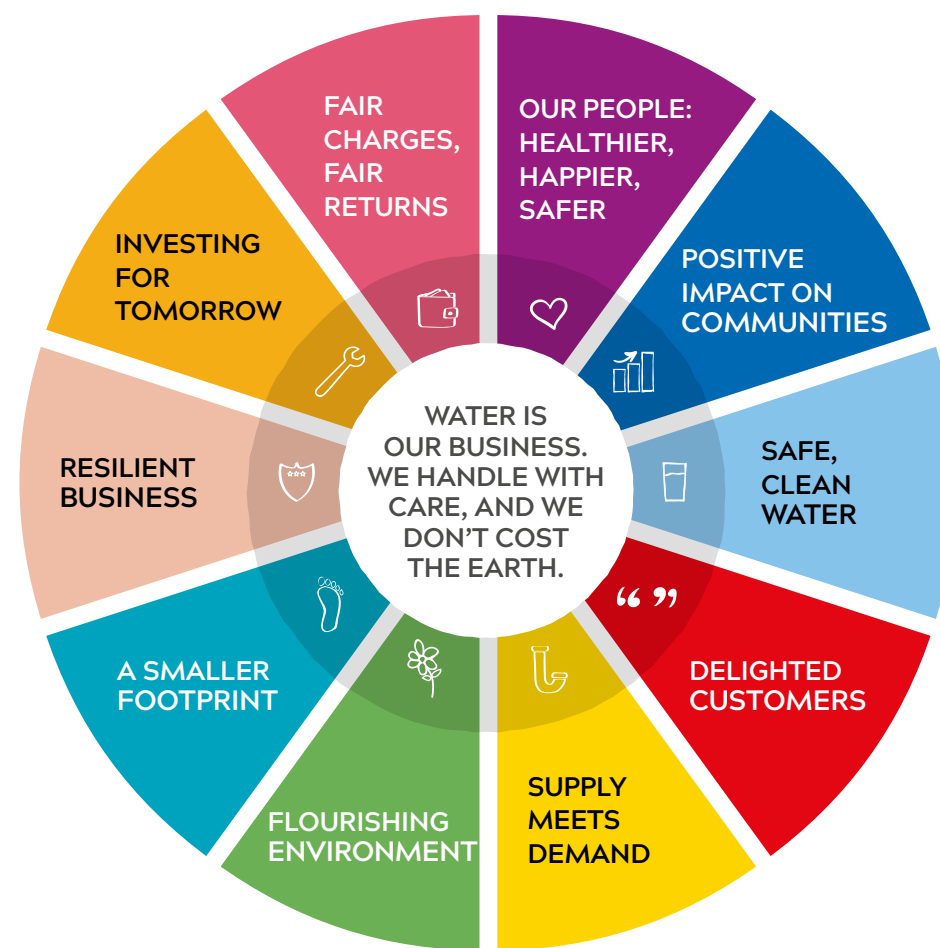 FAIR
CHARGES,
FAIR
RETURNS
OUR PEOPLE:
HEALTHIER,
HAPPIER,
SAFER
POSITIVE
IMPACT ON
COMMUNITIES
SAFE,
CLEAN
WATER
DELIGHTED
CUSTOMERS
SUPPLY
MEETS
DEMAND
FLOURISHING
ENVIRONMENT
A SMALLER
FOOTPRINT
RESILIENT
BUSINESS
INVESTING
FOR
TOMORROW
WATER IS
OUR BUSINESS.
WE HANDLE WITH
CARE, AND WE
DON’T COST
THE EARTH.